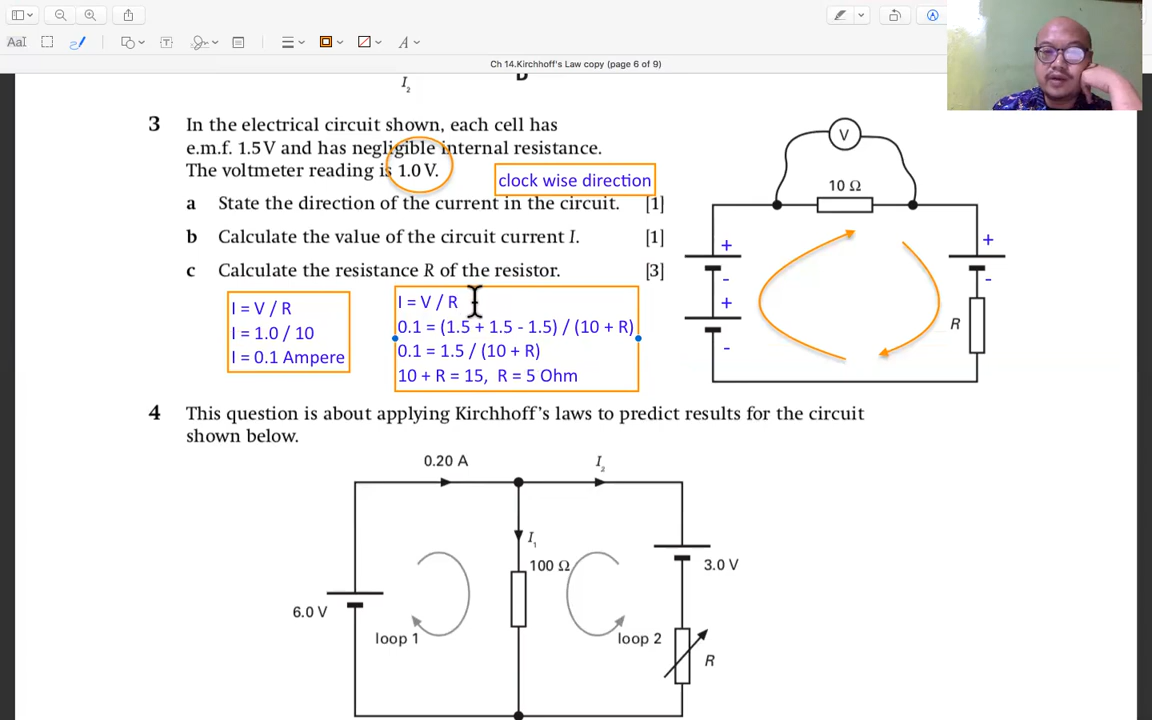 AaI
T
A
A
Ch 14.Kirchhoff's Law copy (page 6 of 9)
I₂
3 In the electrical circuit shown, each cell has
e.m.f. 1.5 V and has negligible internal resistance.
The voltmeter reading is 1.0 V.
clock wise direction
a State the direction of the current in the circuit. [1]
b Calculate the value of the circuit current I. [1]
c Calculate the resistance R of the resistor. [3]
I = V / R
I = 1.0 / 10
I = 0.1 Ampere
I = V / R
0.1 = (1.5 + 1.5 - 1.5) / (10 + R)
0.1 = 1.5 / (10 + R)
10 + R = 15, R = 5 Ohm
V
10 Ω
+
-
+
-
+
-
R
4 This question is about applying Kirchhoff's laws to predict results for the circuit
shown below.
0.20 A
I₂
I₁
100 Ω
3.0 V
6.0 V
loop 1
loop 2
R